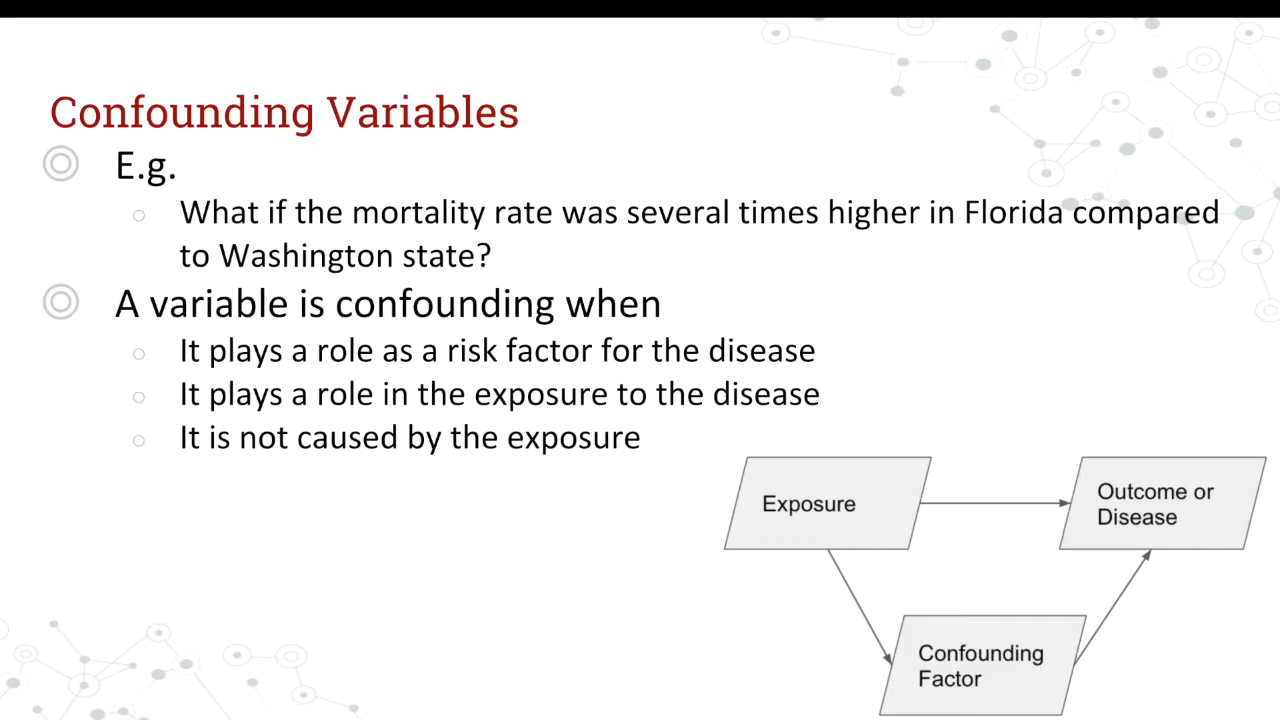 Confounding Variables
E.g.
What if the mortality rate was several times higher in Florida compared
to Washington state?
A variable is confounding when
It plays a role as a risk factor for the disease
It plays a role in the exposure to the disease
It is not caused by the exposure
Exposure
Outcome or
Disease
Confounding
Factor